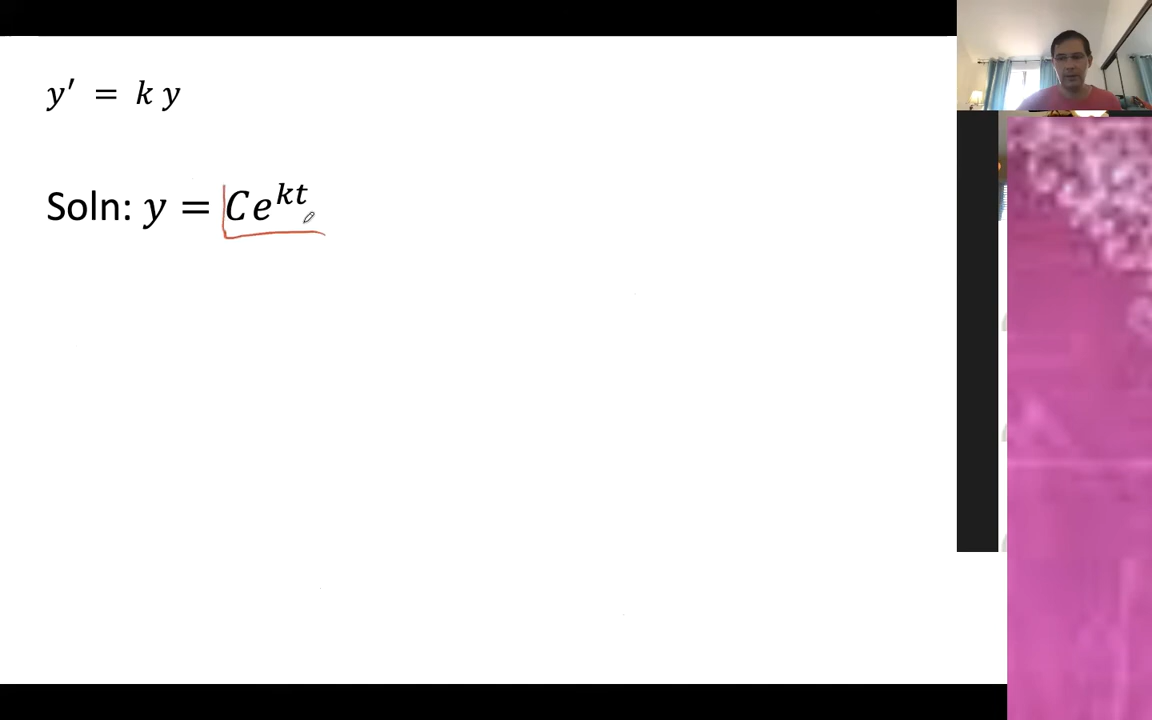 y′ = k y
Soln: y = Ce^{kt}